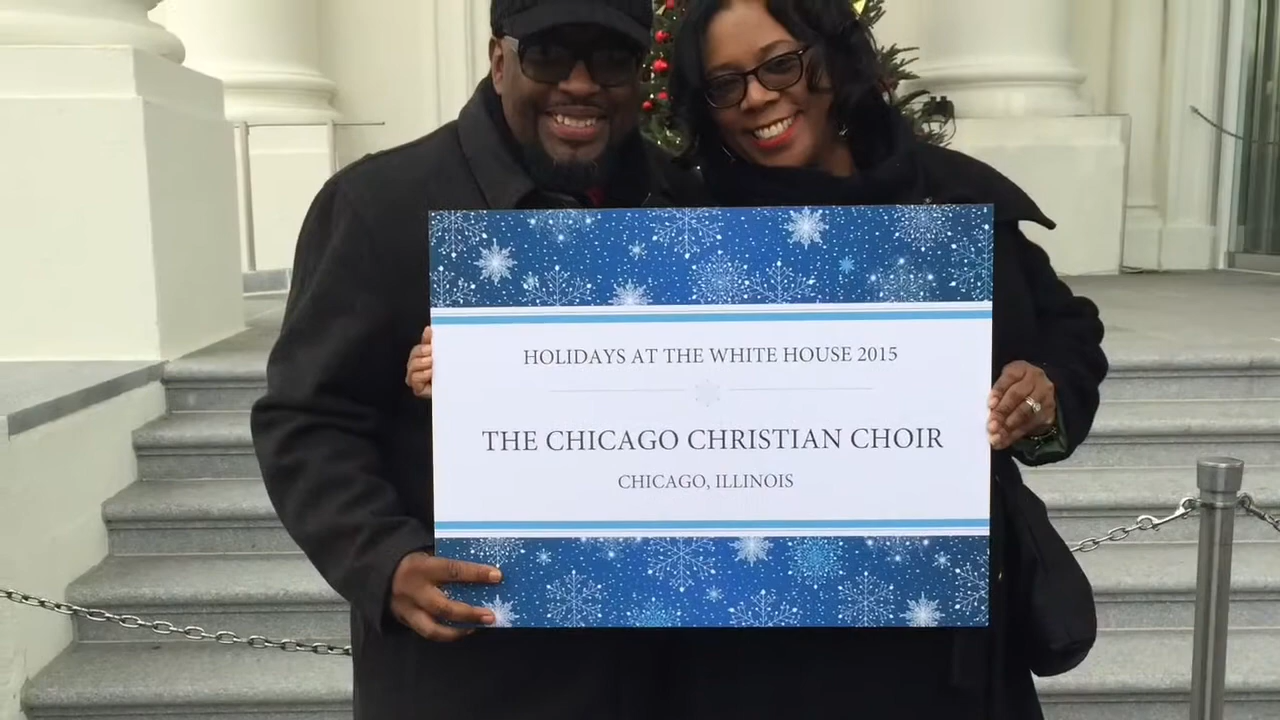 HOLIDAYS AT THE WHITE HOUSE 2015
THE CHICAGO CHRISTIAN CHOIR
CHICAGO, ILLINOIS